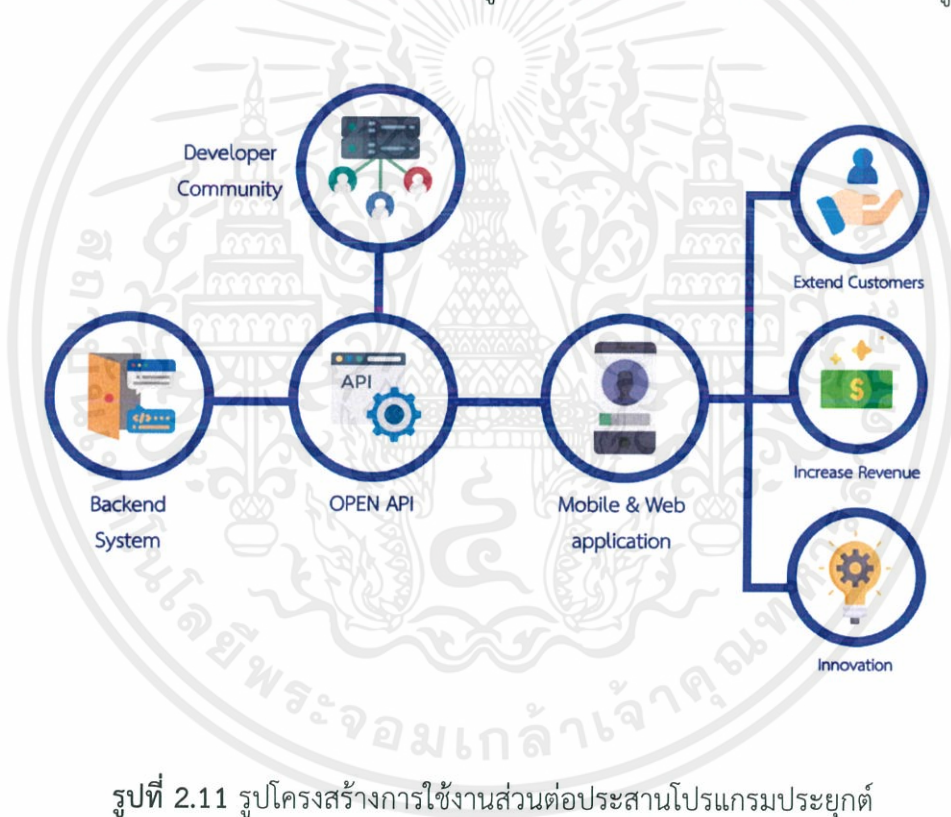 Developer
Community
Extend Customers
API
$
Backend
System
OPEN API
Mobile & Web
application
Increase Revenue
Innovation
รูปที่ 2.11 รูปโครงสร้างการใช้งานส่วนต่อประสานโปรแกรมประยุกต์